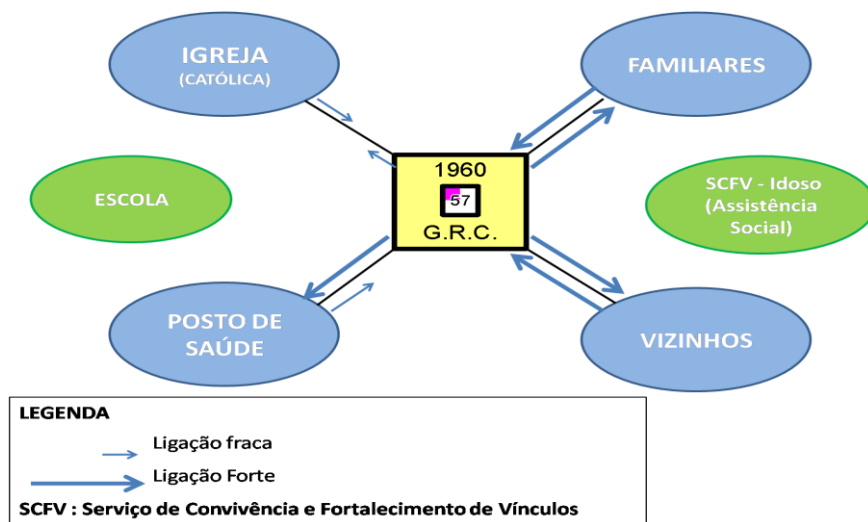 IGREJA
(CATÓLICA)
FAMILIARES
1960
57
G.R.C.
ESCOLA
SCFV - Idoso
(Assistência
Social)
POSTO DE
SAÚDE
VIZINHOS
LEGENDA
Ligação fraca
Ligação Forte
SCFV : Serviço de Convivência e Fortalecimento de Vínculos